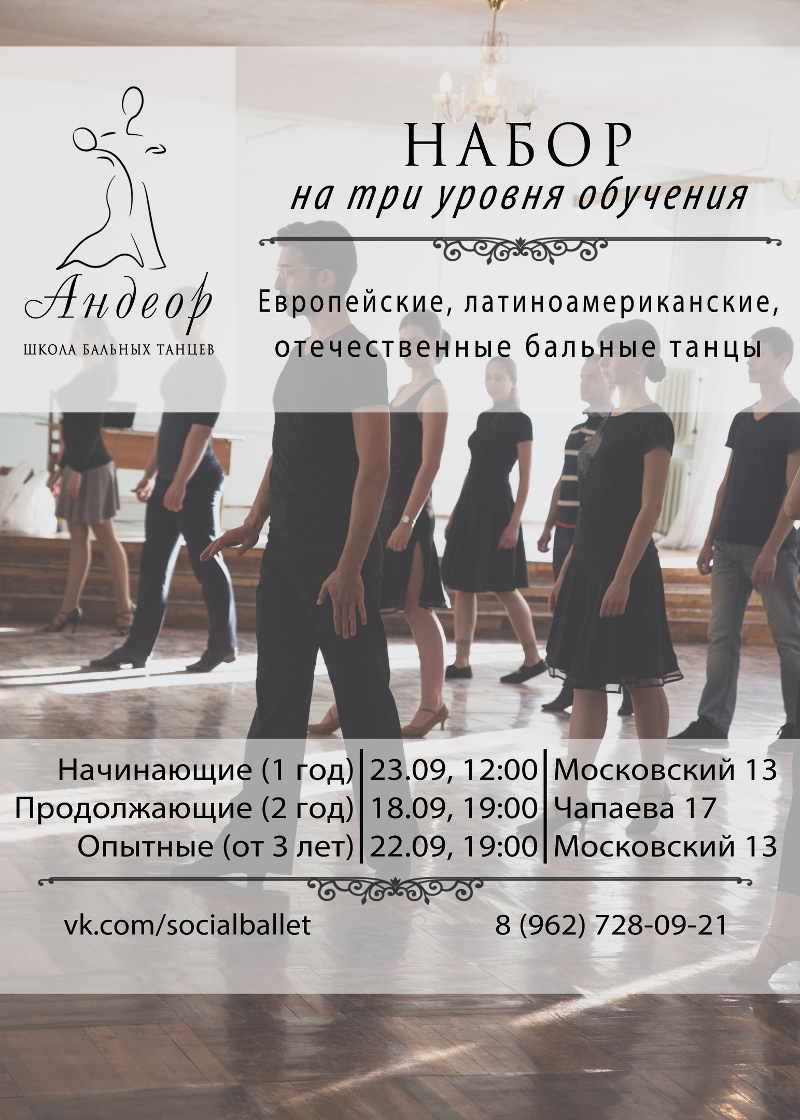 НАБОР
на три уровня обучения
Андеор
ШКОЛА БАЛЬНЫХ ТАНЦЕВ
Европейские, латиноамериканские,
отечественные бальные танцы
Начинающие (1 год) 23.09, 12:00 Московский 13
Продолжающие (2 год) 18.09, 19:00 Чапаева 17
Опытные (от 3 лет) 22.09, 19:00 Московский 13
vk.com/socialballet 8 (962) 728-09-21